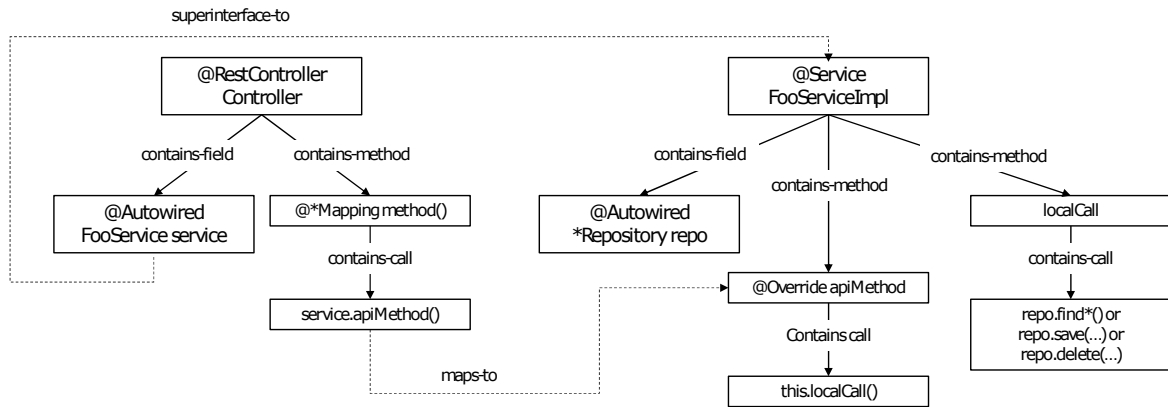 superinterface-to
@RestController
Controller
@Service
FooServiceImpl
contains-field
contains-method
contains-field
contains-method
contains-method
@Autowired
FooService service
@*Mapping method()
@Autowired
*Repository repo
localCall
contains-call
contains-call
service.apiMethod()
@Override apiMethod
repo.find*() or
repo.save(...) or
repo.delete(...)
Contains call
maps-to
this.localCall()